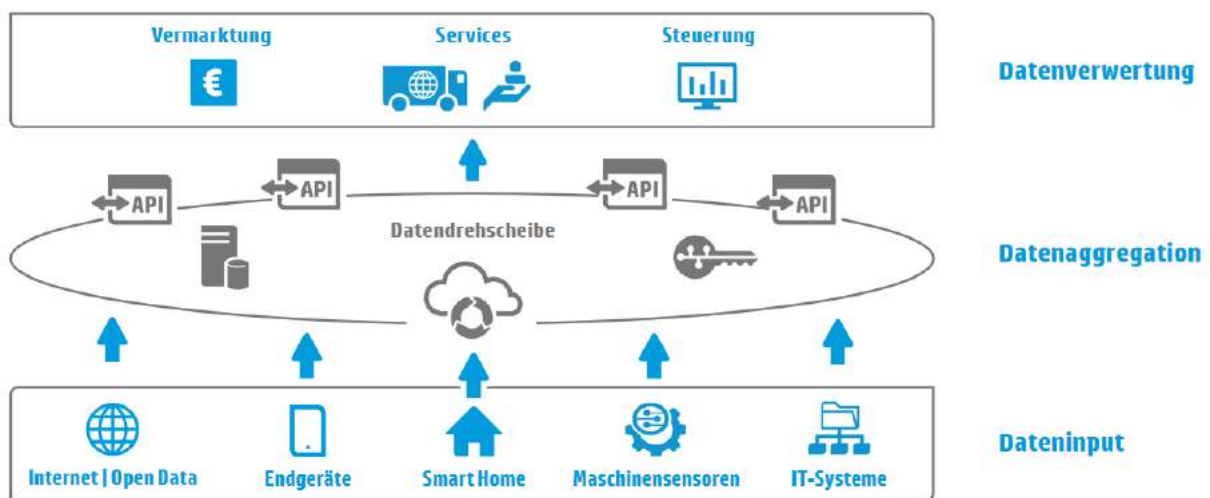 Vermarktung
Services
Steuerung
€
Datenverwertung
API
API
API
API
Datendrehscheibe
Datenaggregation
Internet | Open Data
Endgeräte
Smart Home
Maschinensensoren
IT-Systeme
Dateninput